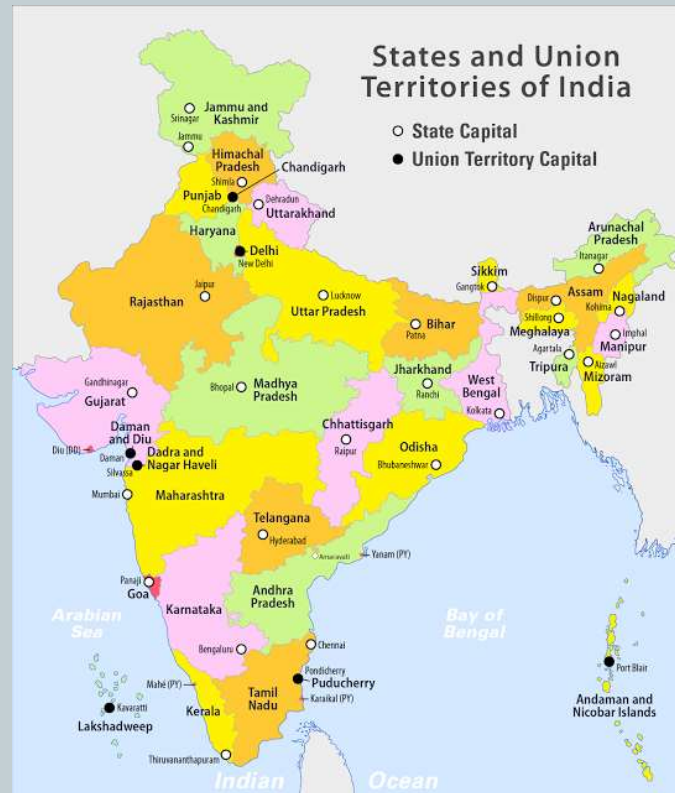 States and Union
Territories of India
State Capital
Union Territory Capital
Jammu and
Kashmir
Srinagar
Jammu
Himachal
Pradesh
Shimla
Chandigarh
Punjab
Chandigarh
Dehradun
Uttarakhand
Haryana
Delhi
New Delhi
Arunachal
Pradesh
Itanagar
Sikkim
Gangtok
Rajasthan
Jaipur
Lucknow
Uttar Pradesh
Bihar
Patna
Dispur
Assam
Kohima
Nagaland
Shillong
Meghalaya
Imphal
Manipur
Agartala
Tripura
Aizawl
Mizoram
Gandhinagar
Gujarat
Bhopal
Madhya
Pradesh
Jharkhand
Ranchi
West
Bengal
Kolkata
Chhattisgarh
Raipur
Odisha
Bhubaneshwar
Daman
and Diu
Diu (DD)
Daman
Dadra and
Nagar Haveli
Silvassa
Mumbai
Maharashtra
Telangana
Hyderabad
Amaravati
Yanam (PY)
Panaji
Goa
Karnataka
Andhra
Pradesh
Arabian
Sea
Bay of
Bengal
Bengaluru
Chennai
Pondicherry
Puducherry
Mahé (PY)
Karaikal (PY)
Kerala
Tamil
Nadu
Kavaratti
Lakshadweep
Port Blair
Andaman and
Nicobar Islands
Thiruvananthapuram
Indian Ocean